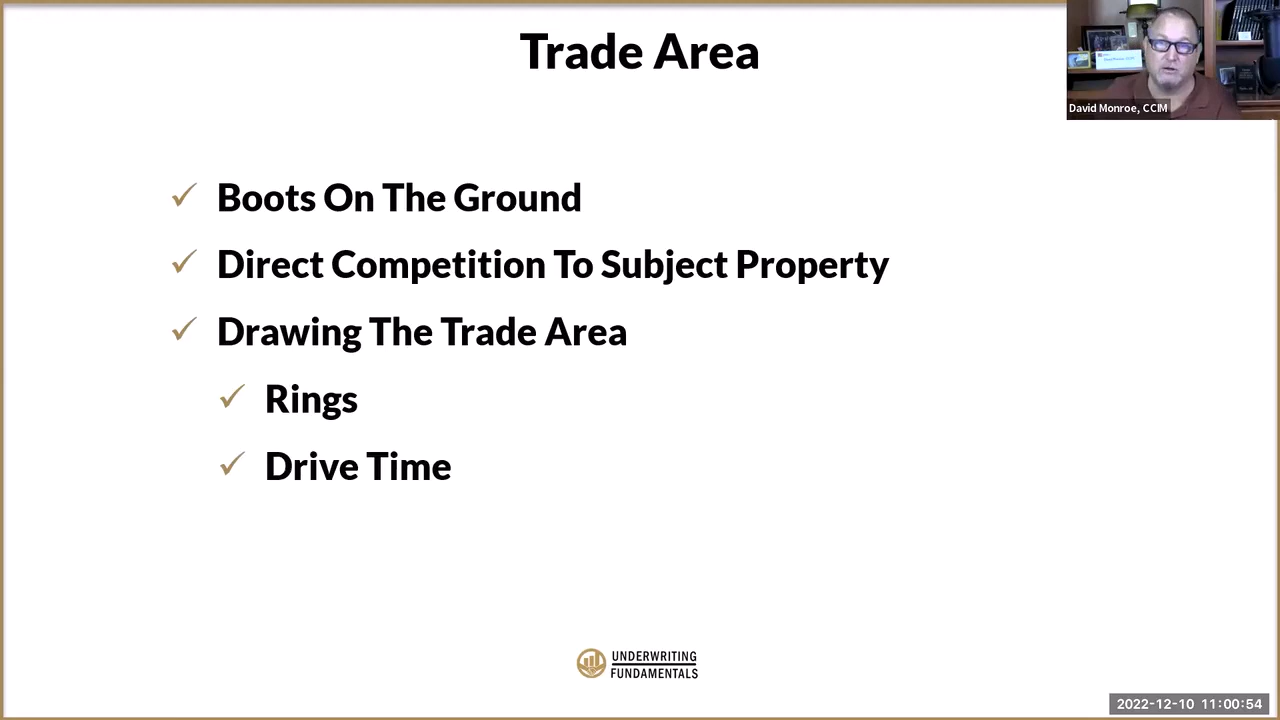 Trade Area
David Monroe, CCIM
✓ Boots On The Ground
✓ Direct Competition To Subject Property
✓ Drawing The Trade Area
✓ Rings
✓ Drive Time
UNDERWRITING
FUNDAMENTALS
2022-12-10 11:00:54